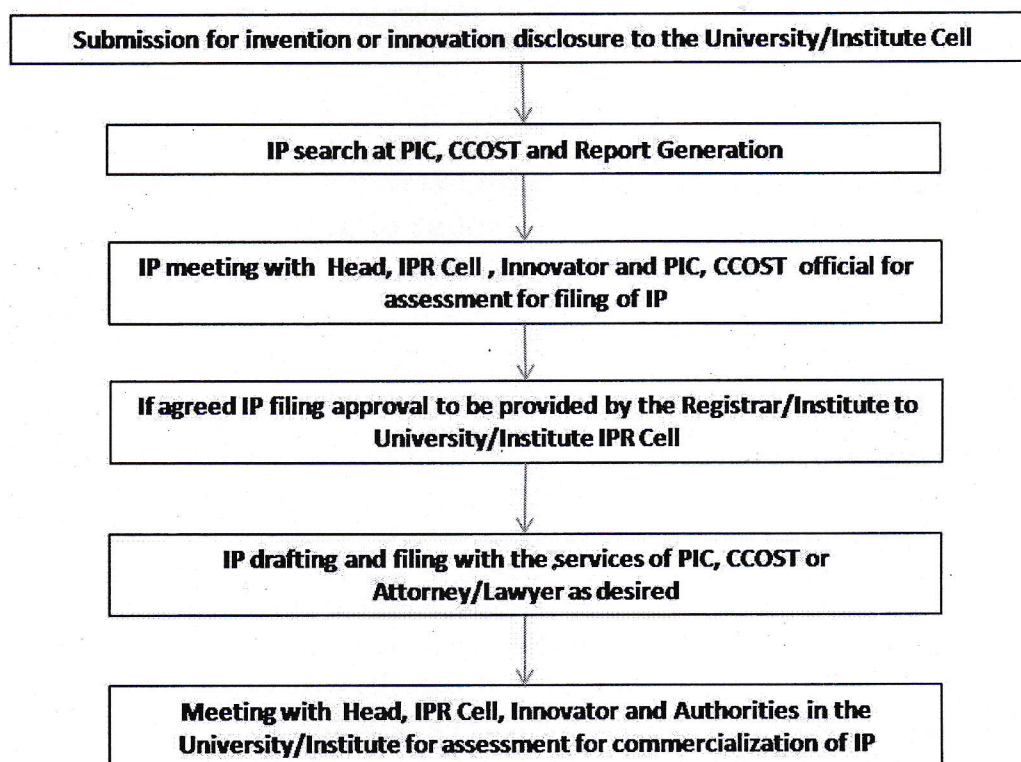 Submission for invention or innovation disclosure to the University/Institute Cell
IP search at PIC, CCOST and Report Generation
IP meeting with Head, IPR Cell , Innovator and PIC, CCOST official for
assessment for filing of IP
If agreed IP filing approval to be provided by the Registrar/Institute to
University/Institute IPR Cell
IP drafting and filing with the services of PIC, CCOST or
Attorney/Lawyer as desired
Meeting with Head, IPR Cell, Innovator and Authorities in the
University/Institute for assessment for commercialization of IP